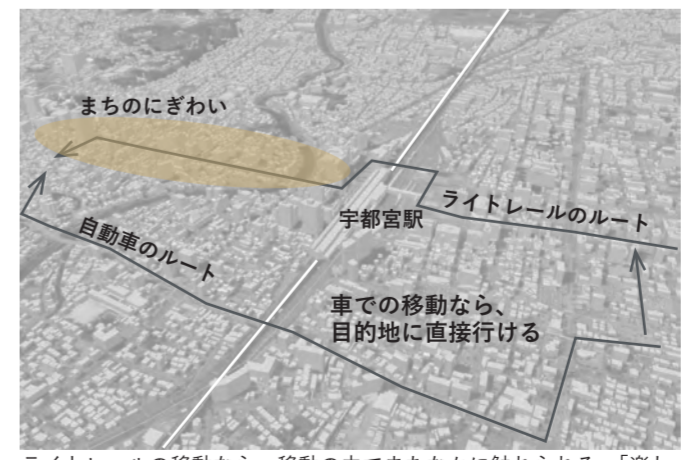 まちのにぎわい
ライトレールのルート
宇都宮駅
自動車のルート
車での移動なら、
目的地に直接行ける